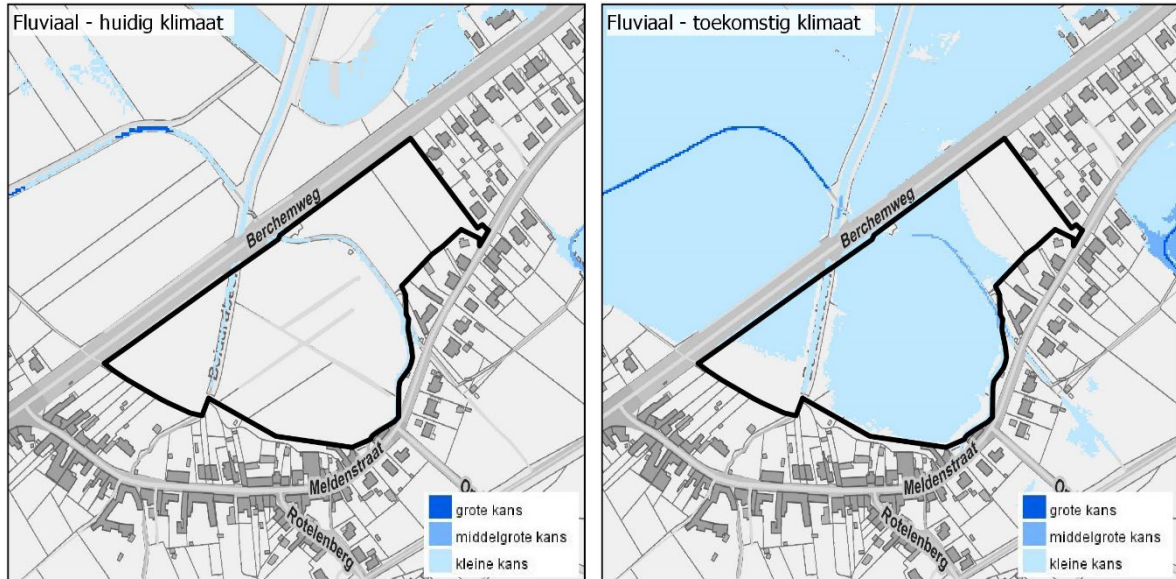 Fluviaal - huidig klimaat
Berchemweg
Meldenstraat
Rotelenberg
grote kans
middelgrote kans
kleine kans
Fluviaal - toekomstig klimaat
Berchemweg
Meldenstraat
Rotelenberg
grote kans
middelgrote kans
kleine kans